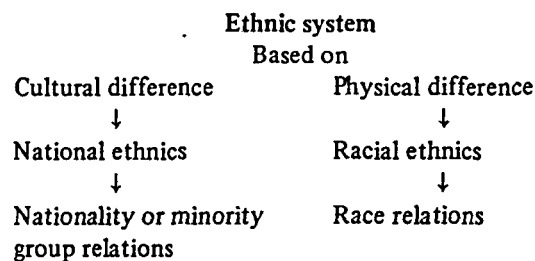 Ethnic system
Based on
Cultural difference Physical difference
↓ ↓
National ethnics Racial ethnics
↓ ↓
Nationality or minority Race relations
group relations